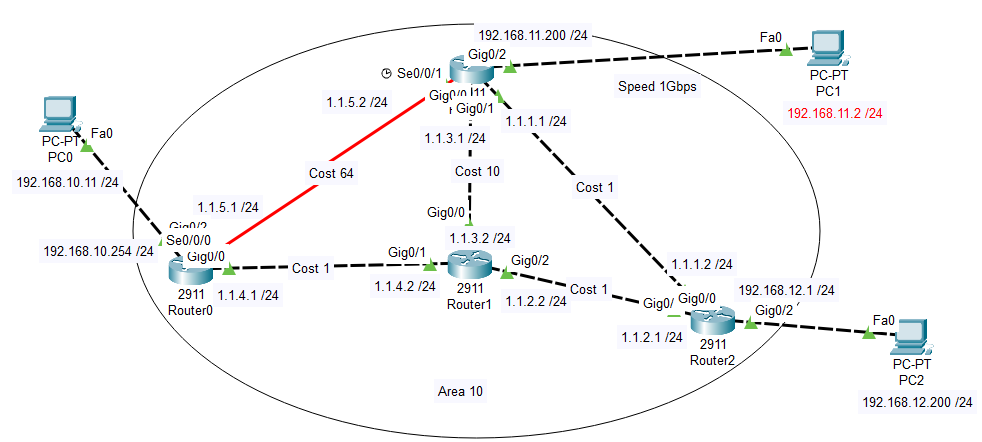 192.168.11.200 /24
Fa0
Gig0/2
Se0/0/1
PC-PT
PC1
Speed 1Gbps
192.168.11.2 /24
1.1.5.2 /24
Gig0/1
1.1.1.1 /24
1.1.3.1 /24
Fa0
PC-PT
PC0
192.168.10.11 /24
Cost 64
Cost 10
Cost 1
1.1.5.1 /24
Gig0/2
Gig0/0
192.168.10.254 /24
Se0/0/0
Gig0/0
1.1.3.2 /24
Gig0/1
Gig0/2
Cost 1
1.1.4.1 /24
2911
Router0
1.1.4.2 /24
2911
Router1
1.1.2.2 /24
Cost 1
1.1.1.2 /24
192.168.12.1 /24
Gig0/0
Gig0/2
1.1.2.1 /24
2911
Router2
Fa0
PC-PT
PC2
192.168.12.200 /24
Area 10